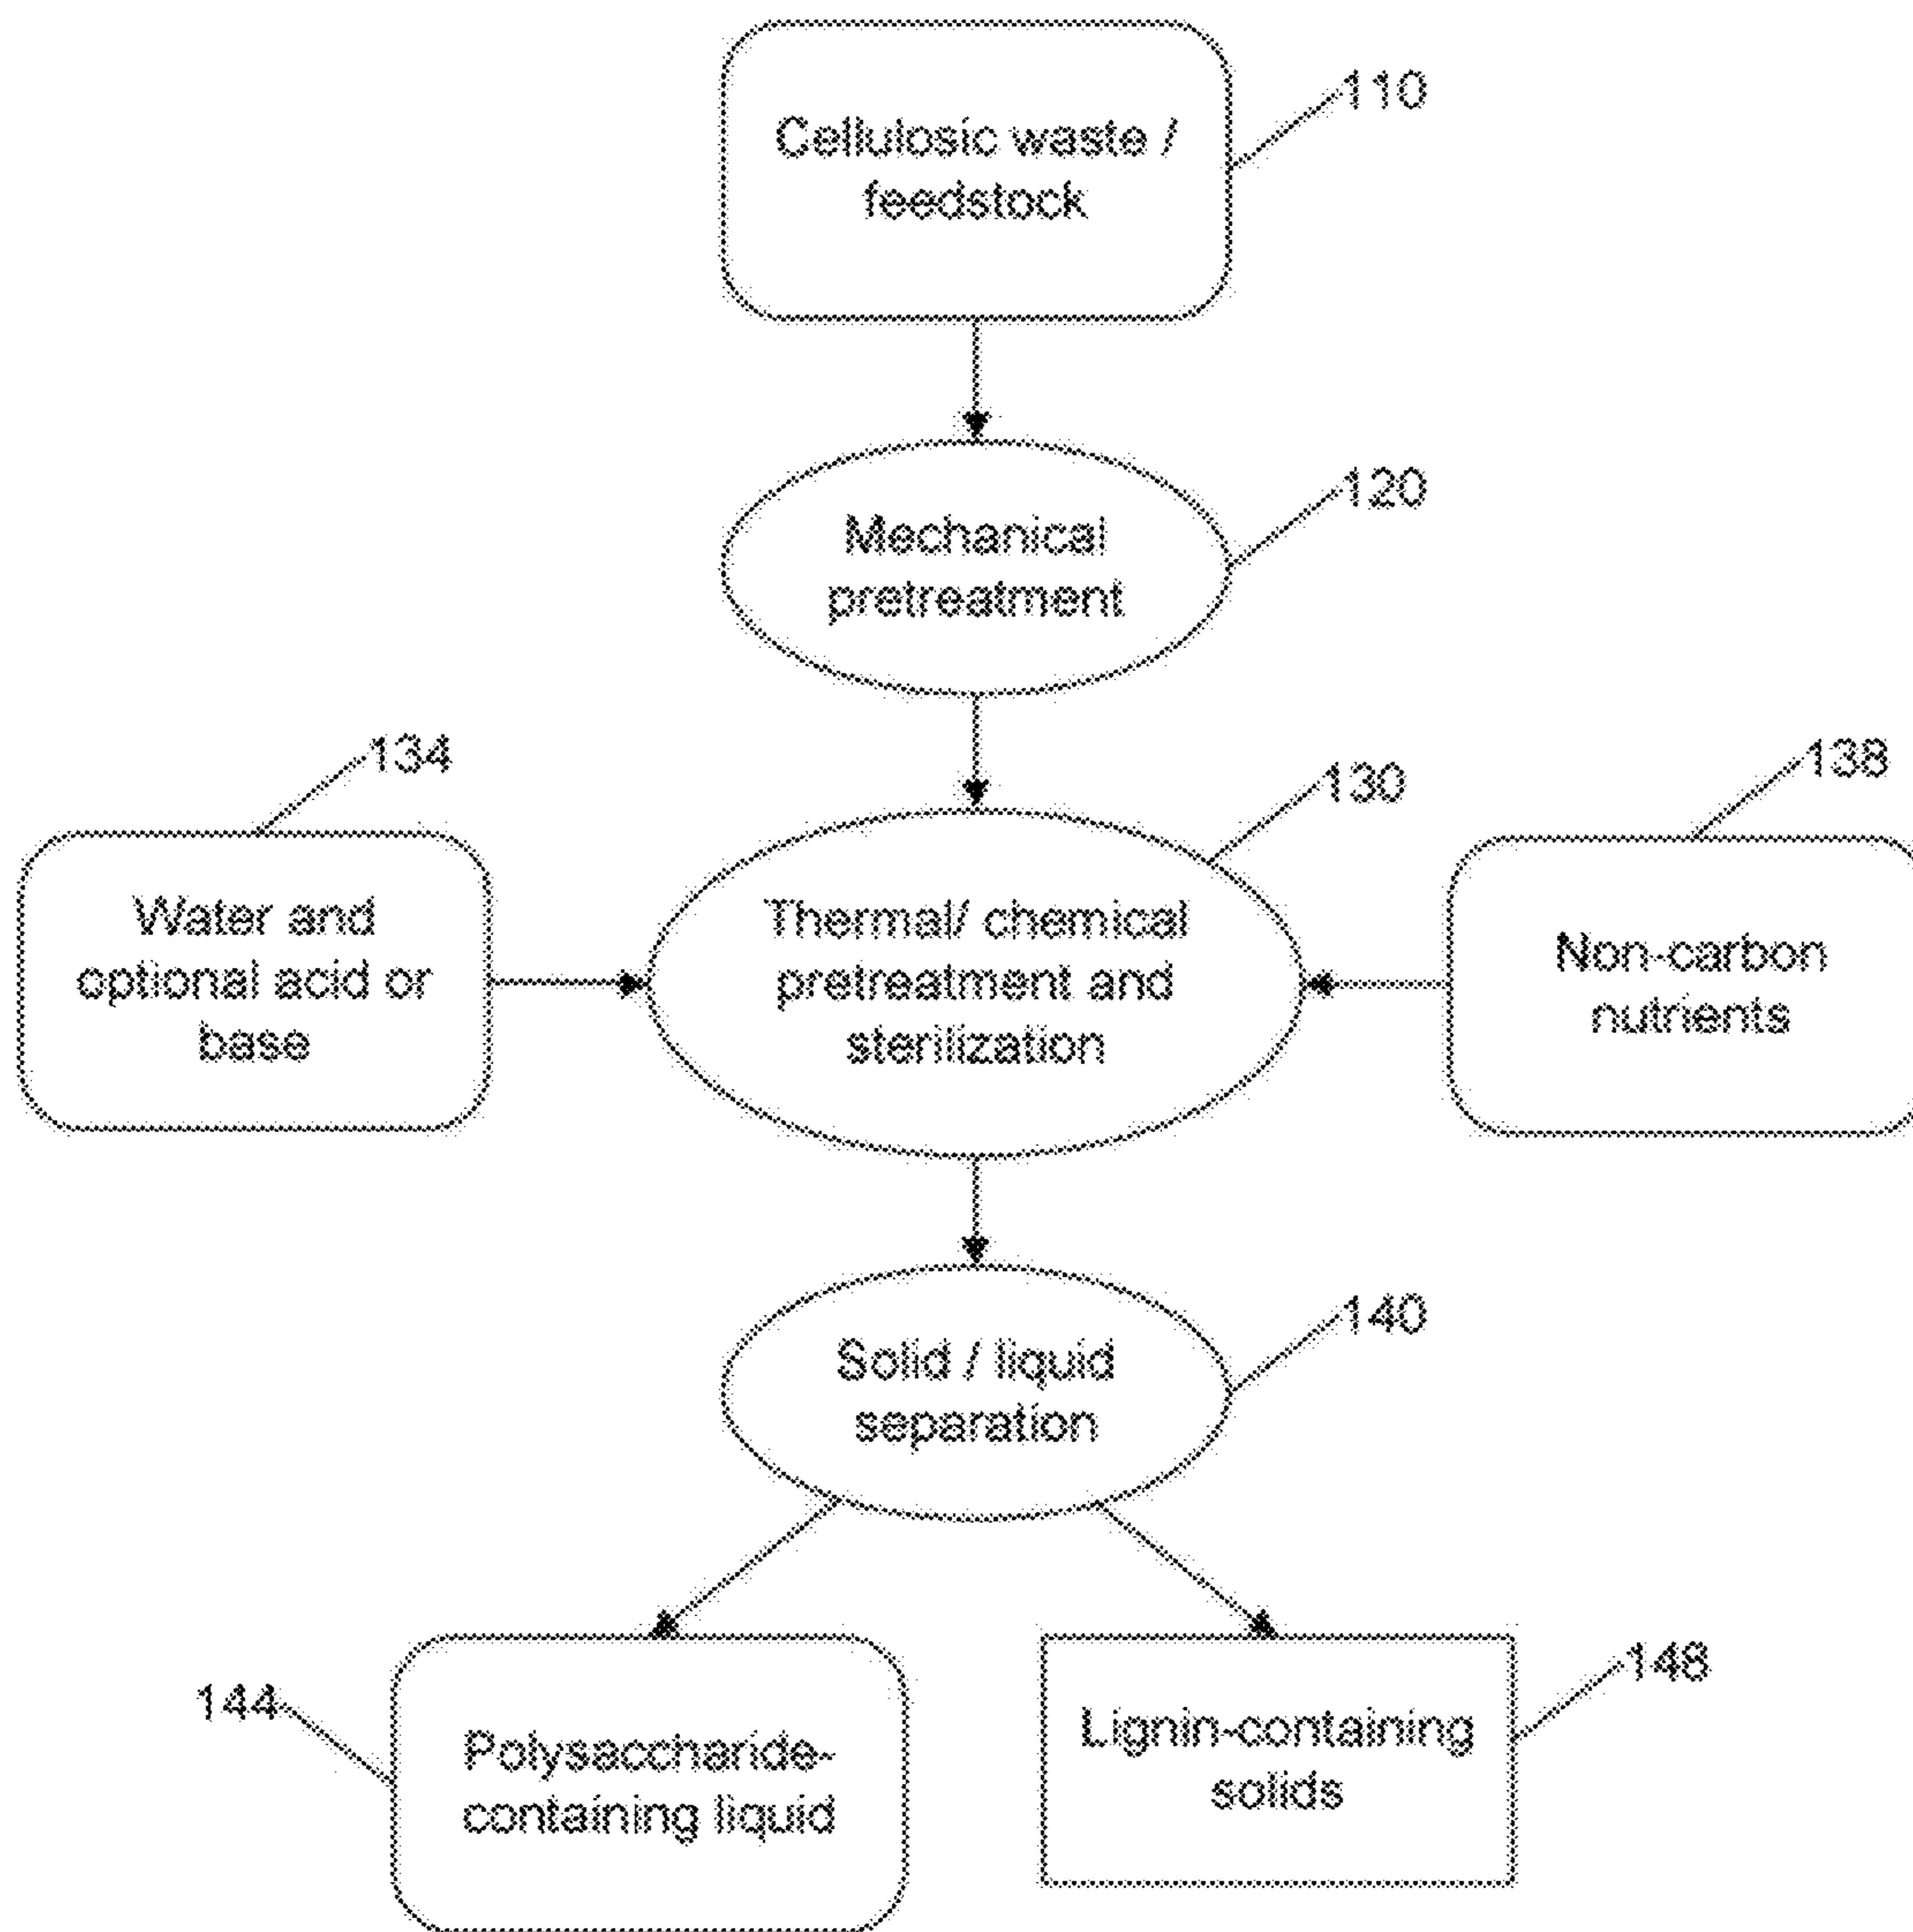 Cellulosic waste /
feedstock
110
Mechanical
pretreatment
120
134
130
138
Water and
optional acid or
base
Thermal/ chemical
pretreatment and
sterilization
Non-carbon
nutrients
Solid / liquid
separation
140
144
Polysaccharide-
containing liquid
Lignin-containing
solids
148